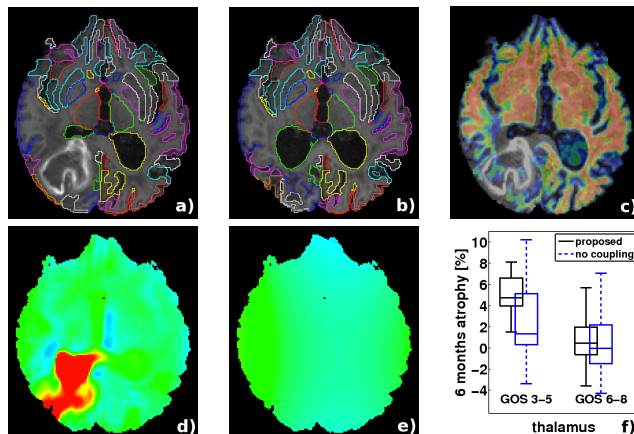 a)
b)
c)
d)
e)
6 months atrophy [%]
10
8
6
4
2
0
−2
−4
proposed
no coupling
GOS 3−5
GOS 6−8
thalamus
f)